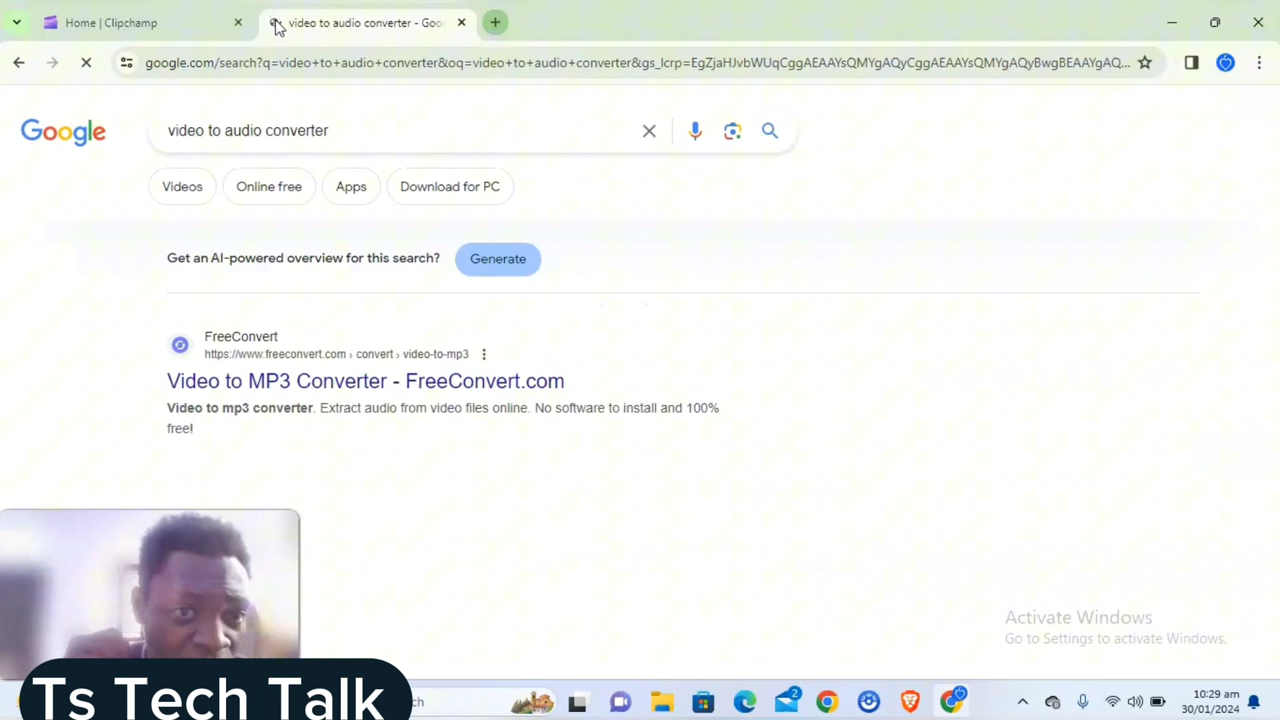 Home | Clipchamp
video to audio converter - Goo
google.com/search?q=video+to+audio+converter&oq=video+to+audio+converter&gs_lcrp=EgZjaHJvbWUqCggAEAAYsQMYgAQyCggAEAAYsQMYgAQyBwgBEAAYgAQ...
Google
video to audio converter
Videos
Online free
Apps
Download for PC
Get an AI-powered overview for this search?
Generate
FreeConvert
https://www.freeconvert.com › convert › video-to-mp3
Video to MP3 Converter - FreeConvert.com
Video to mp3 converter. Extract audio from video files online. No software to install and 100%
free!
Activate Windows
Go to Settings to activate Windows.
Ts Tech Talk
ch
2
10:29 am
30/01/2024